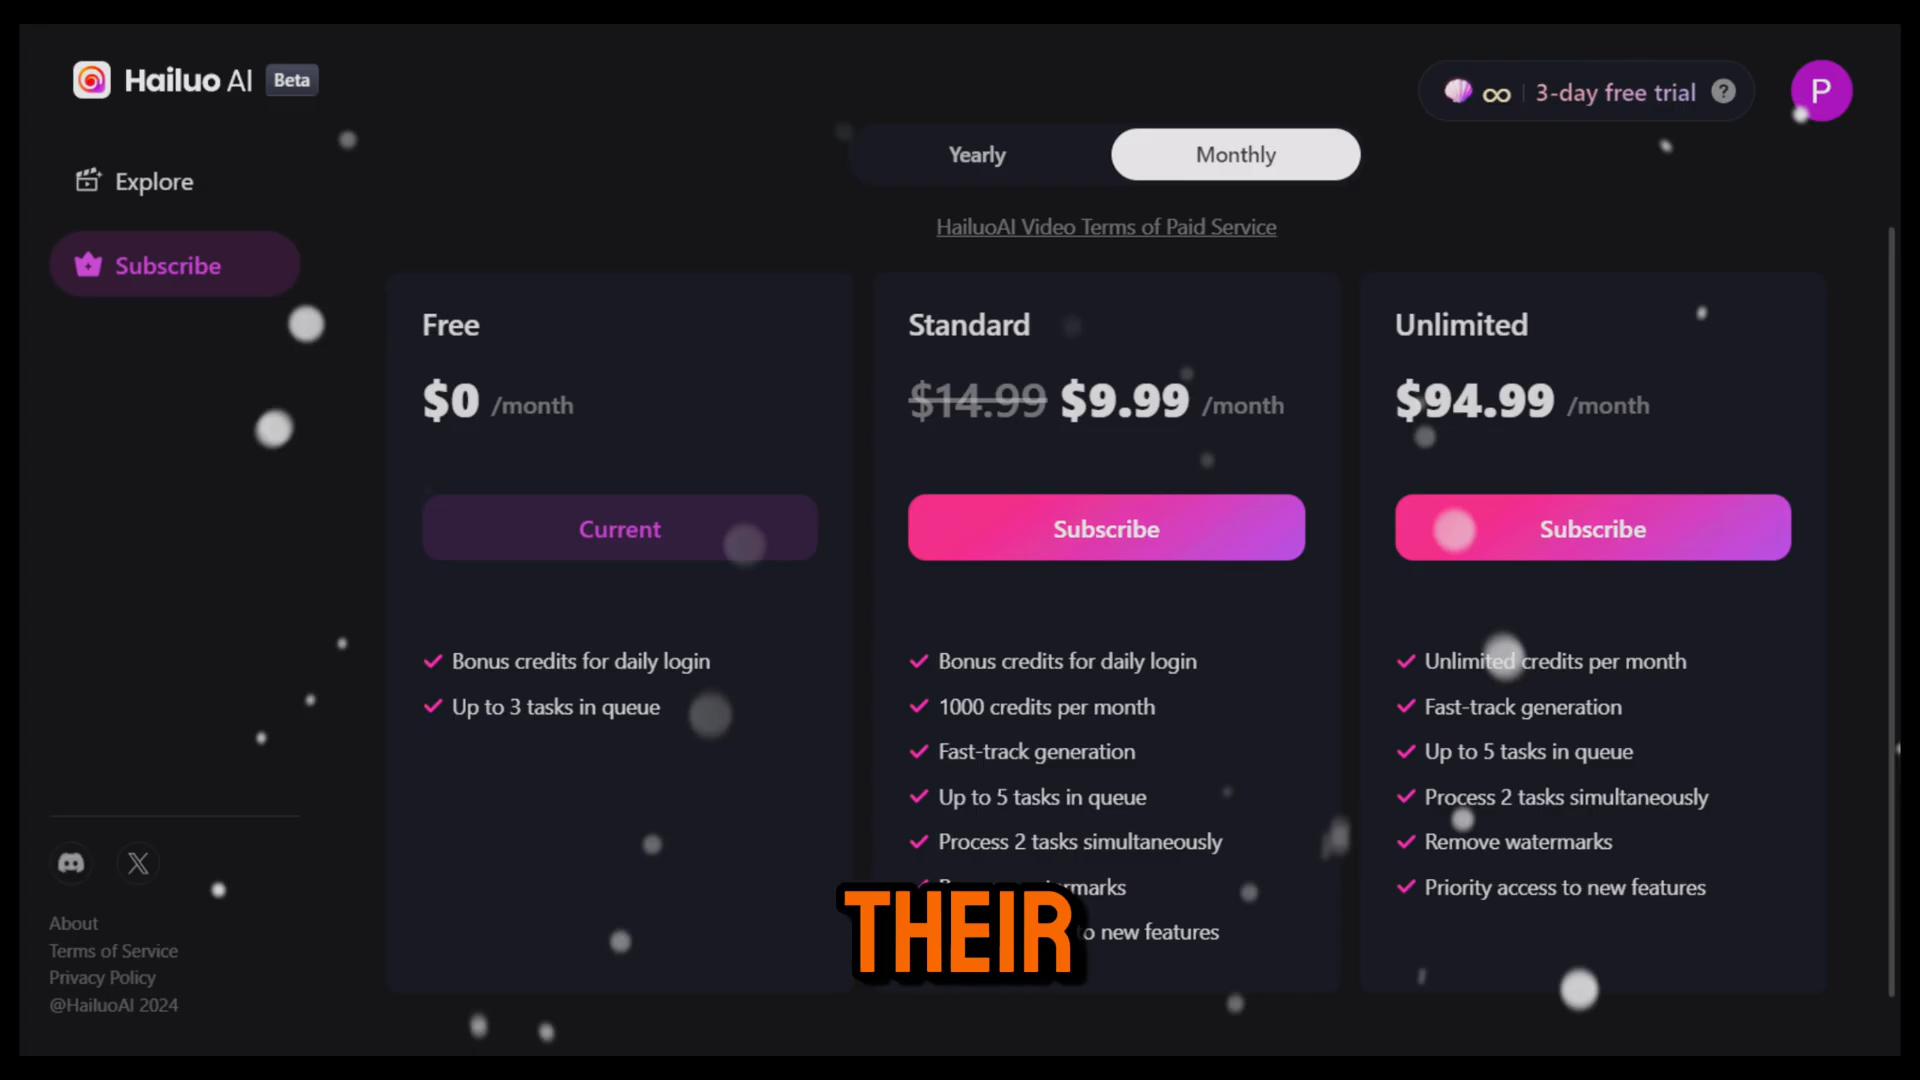 Hailuo AI Beta
∞ | 3-day free trial ?
P
Yearly Monthly
HailuoAI Video Terms of Paid Service
Explore
Subscribe
Free
$0 /month
Current
Bonus credits for daily login
Up to 3 tasks in queue
Standard
$14.99 $9.99 /month
Subscribe
Bonus credits for daily login
1000 credits per month
Fast-track generation
Up to 5 tasks in queue
Process 2 tasks simultaneously
to new features
Unlimited
$94.99 /month
Subscribe
Unlimited credits per month
Fast-track generation
Up to 5 tasks in queue
Process 2 tasks simultaneously
Remove watermarks
Priority access to new features
THEIR
About
Terms of Service
Privacy Policy
@HailuoAI 2024